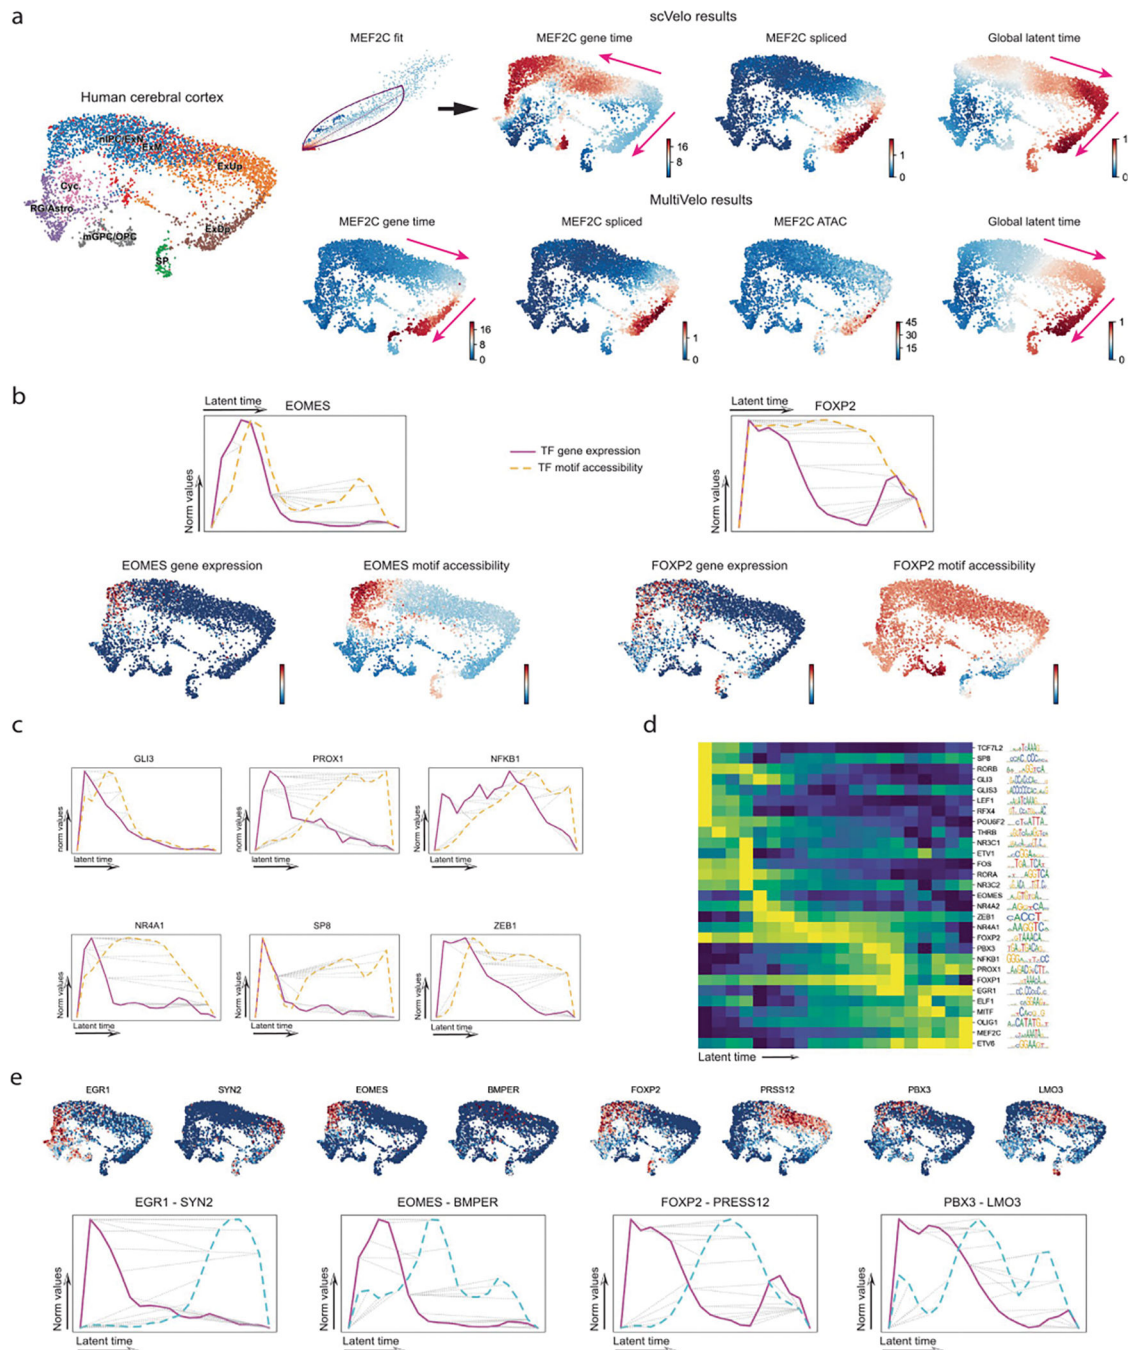 a
scVelo results
MEF2C fit
MEF2C gene time
MEF2C spliced
Global latent time
Human cerebral cortex
nIPC/ExN
ExM
ExUp
Cyc.
RG/Astro
mGPC/OPC
ExDp
SP
16
8
1
0
1
0
MultiVelo results
MEF2C gene time
MEF2C spliced
MEF2C ATAC
Global latent time
16
8
0
1
0
45
30
15
1
0
b
Latent time
EOMES
Latent time
FOXP2
TF gene expression
TF motif accessibility
Norm values
Norm values
EOMES gene expression
EOMES motif accessibility
FOXP2 gene expression
FOXP2 motif accessibility
c
GLI3
PROX1
NFKB1
norm values
norm values
Norm values
latent time
latent time
Latent time
NR4A1
SP8
ZEB1
Norm values
Norm values
Norm values
Latent time
Latent time
Latent time
d
TCF7L2
SP8
RORB
GLI3
GLIS3
LEF1
RFX4
POU6F2
THRB
NR3C1
ETV1
FOS
RORA
NR3C2
EOMES
NR4A2
ZEB1
NR4A1
FOXP2
PBX3
NFKB1
PROX1
FOXP1
EGR1
ELF1
MITF
OLIG1
MEF2C
ETV6
Latent time
e
EGR1
SYN2
EOMES
BMPER
FOXP2
PRSS12
PBX3
LMO3
EGR1 - SYN2
EOMES - BMPER
FOXP2 - PRESS12
PBX3 - LMO3
Norm values
Norm values
Norm values
Norm values
Latent time
Latent time
Latent time
Latent time